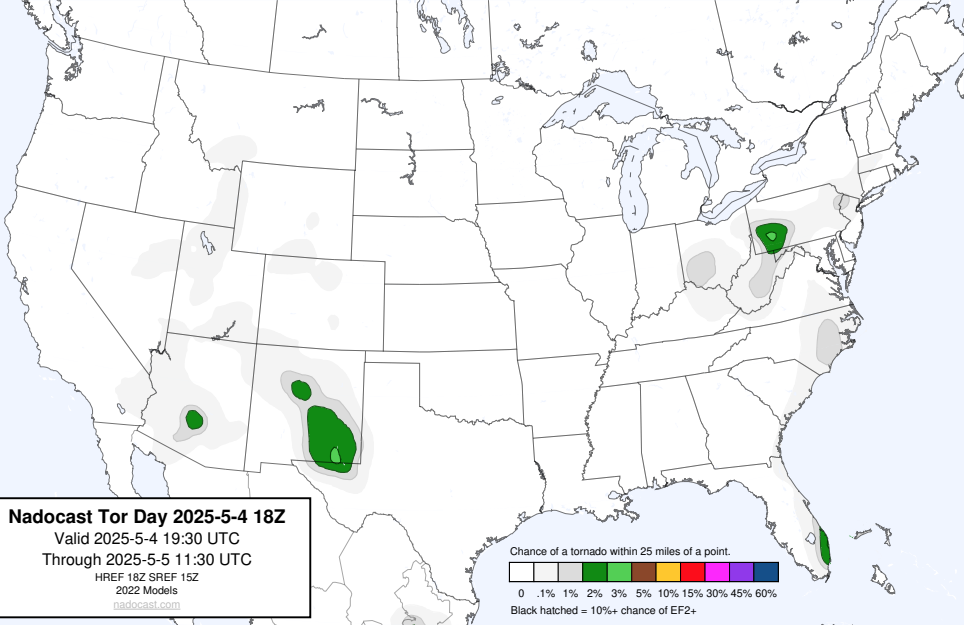 Nadocast Tor Day 2025-5-4 18Z
Valid 2025-5-4 19:30 UTC
Through 2025-5-5 11:30 UTC
HREF 18Z SREF 15Z
2022 Models
nadocast.com
Chance of a tornado within 25 miles of a point.
0 .1% 1% 2% 3% 5% 10% 15% 30% 45% 60%
Black hatched = 10%+ chance of EF2+